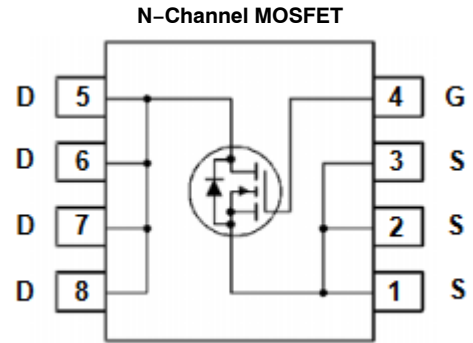 N–Channel MOSFET
D 5 4 G
D 6 3 S
D 7 2 S
D 8 1 S